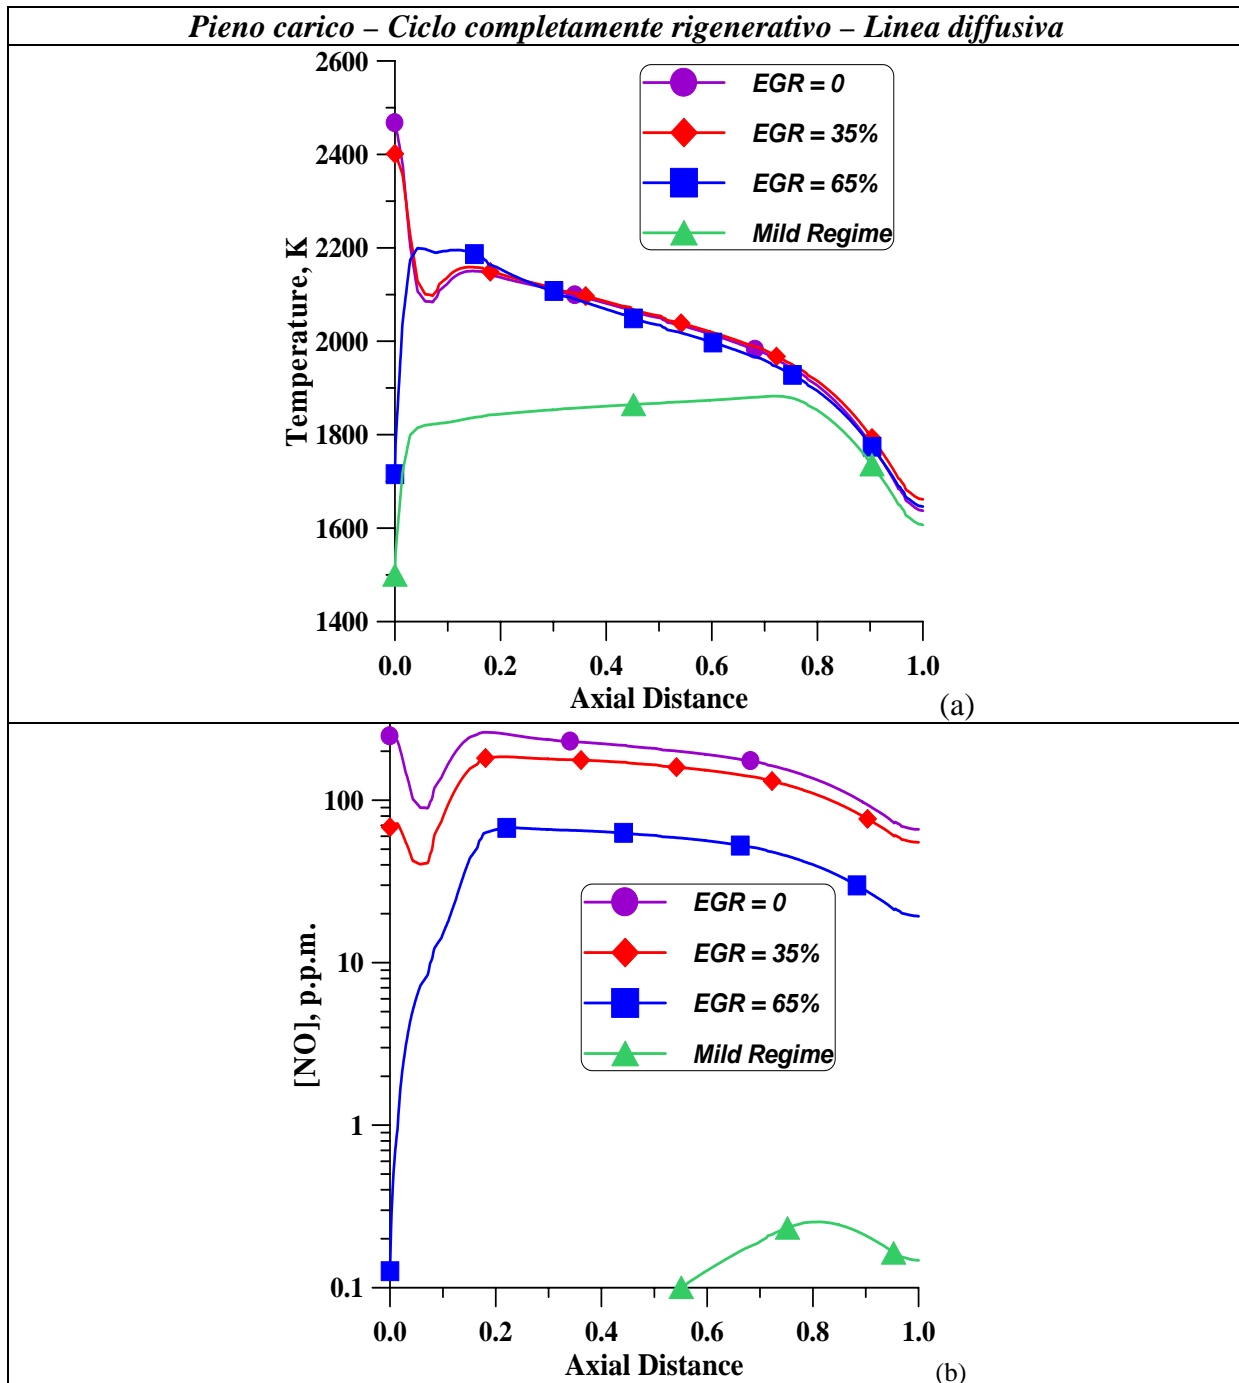 Pieno carico – Ciclo completamente rigenerativo – Linea diffusiva
2600
2400
2200
2000
1800
1600
1400
Temperature, K
EGR = 0
EGR = 35%
EGR = 65%
Mild Regime
0.0 0.2 0.4 0.6 0.8 1.0
Axial Distance
(a)
100
10
1
0.1
[NO], p.p.m.
EGR = 0
EGR = 35%
EGR = 65%
Mild Regime
0.0 0.2 0.4 0.6 0.8 1.0
Axial Distance
(b)